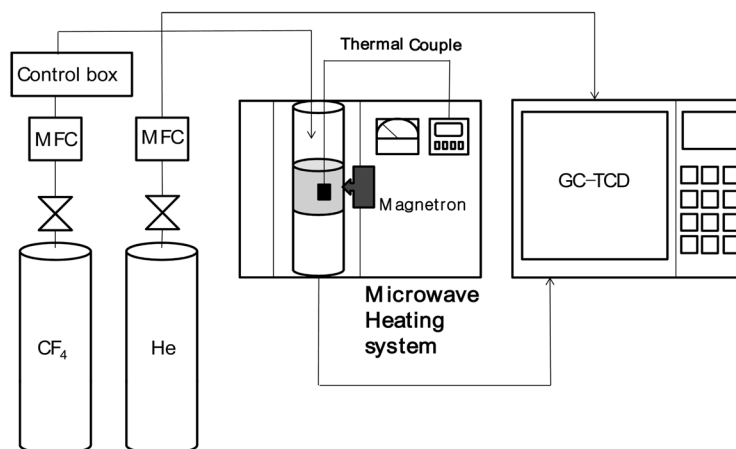 Thermal Couple
Control box
MFC
MFC
GC-TCD
Magnetron
Microwave
Heating
system
CF₄
He